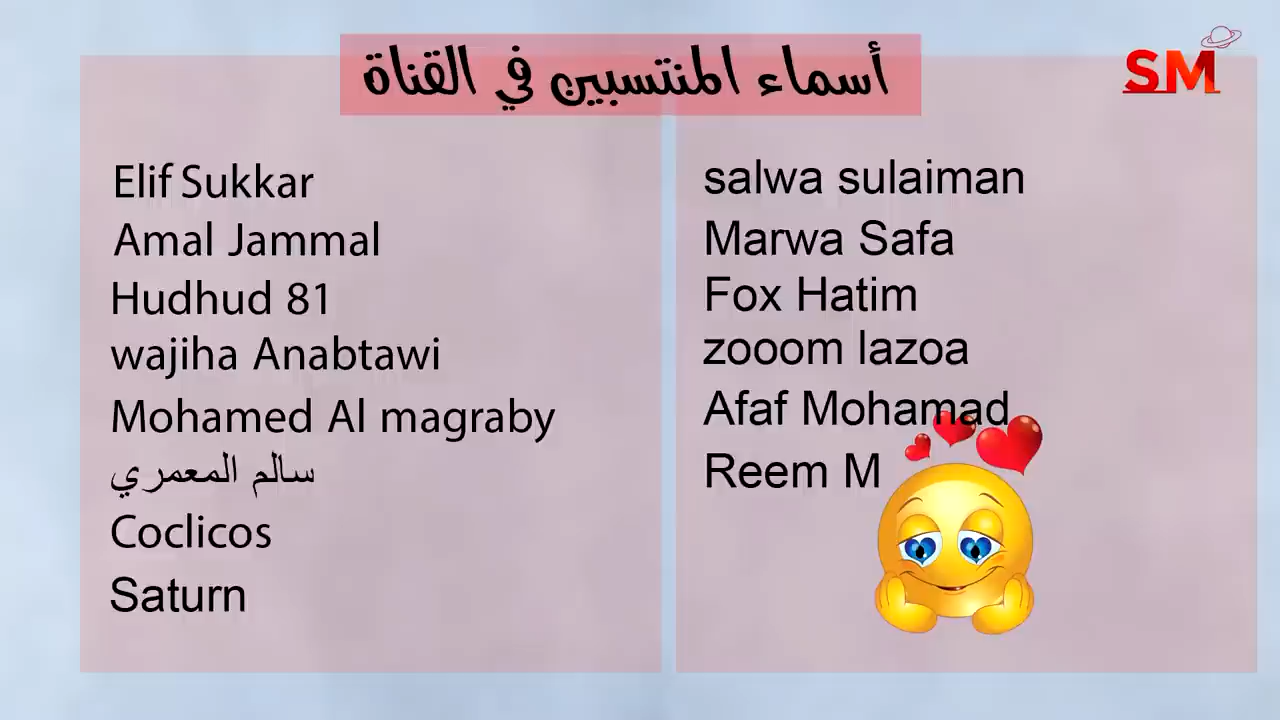 أسماء المنتسبين في القناة
SM
Elif Sukkar
Amal Jammal
Hudhud 81
wajiha Anabtawi
Mohamed Al magraby
سالم المعمري
Coclicos
Saturn
salwa sulaiman
Marwa Safa
Fox Hatim
zooom lazoa
Afaf Mohamad
Reem M